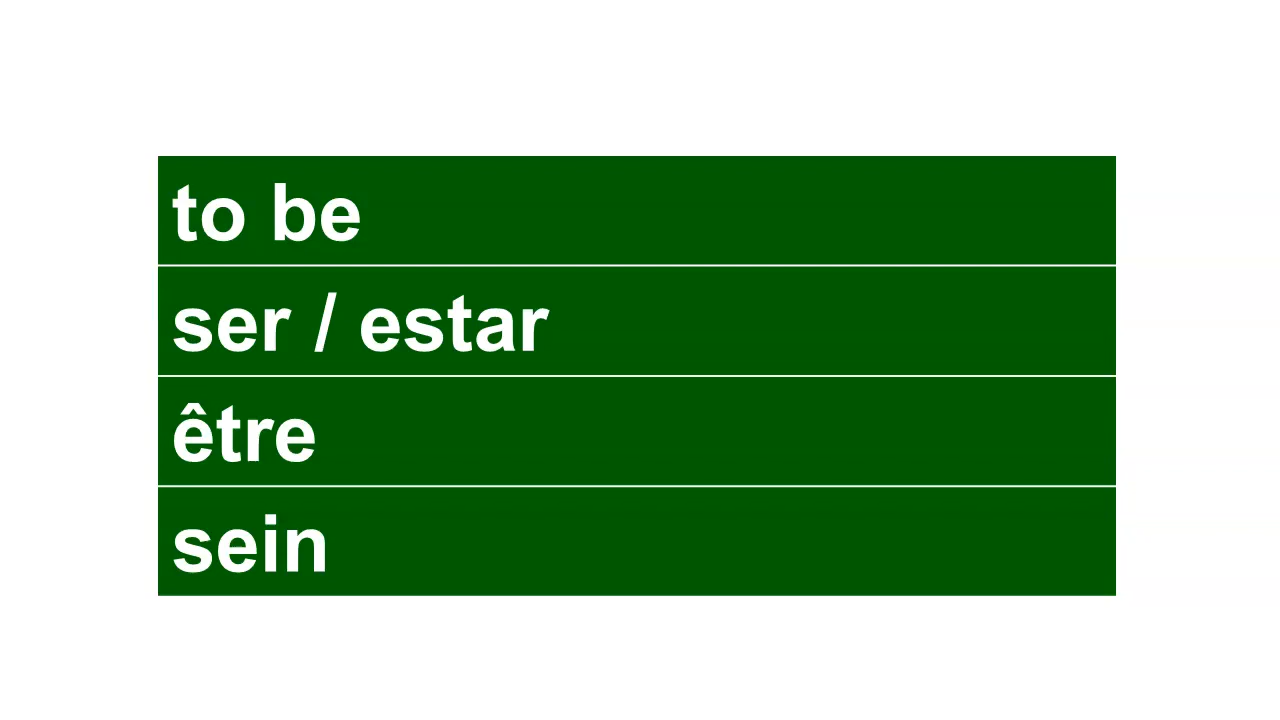 to be
ser / estar
être
sein